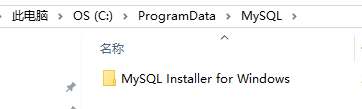 此电脑 > OS (C:) > ProgramData > MySQL >
名称
MySQL Installer for Windows